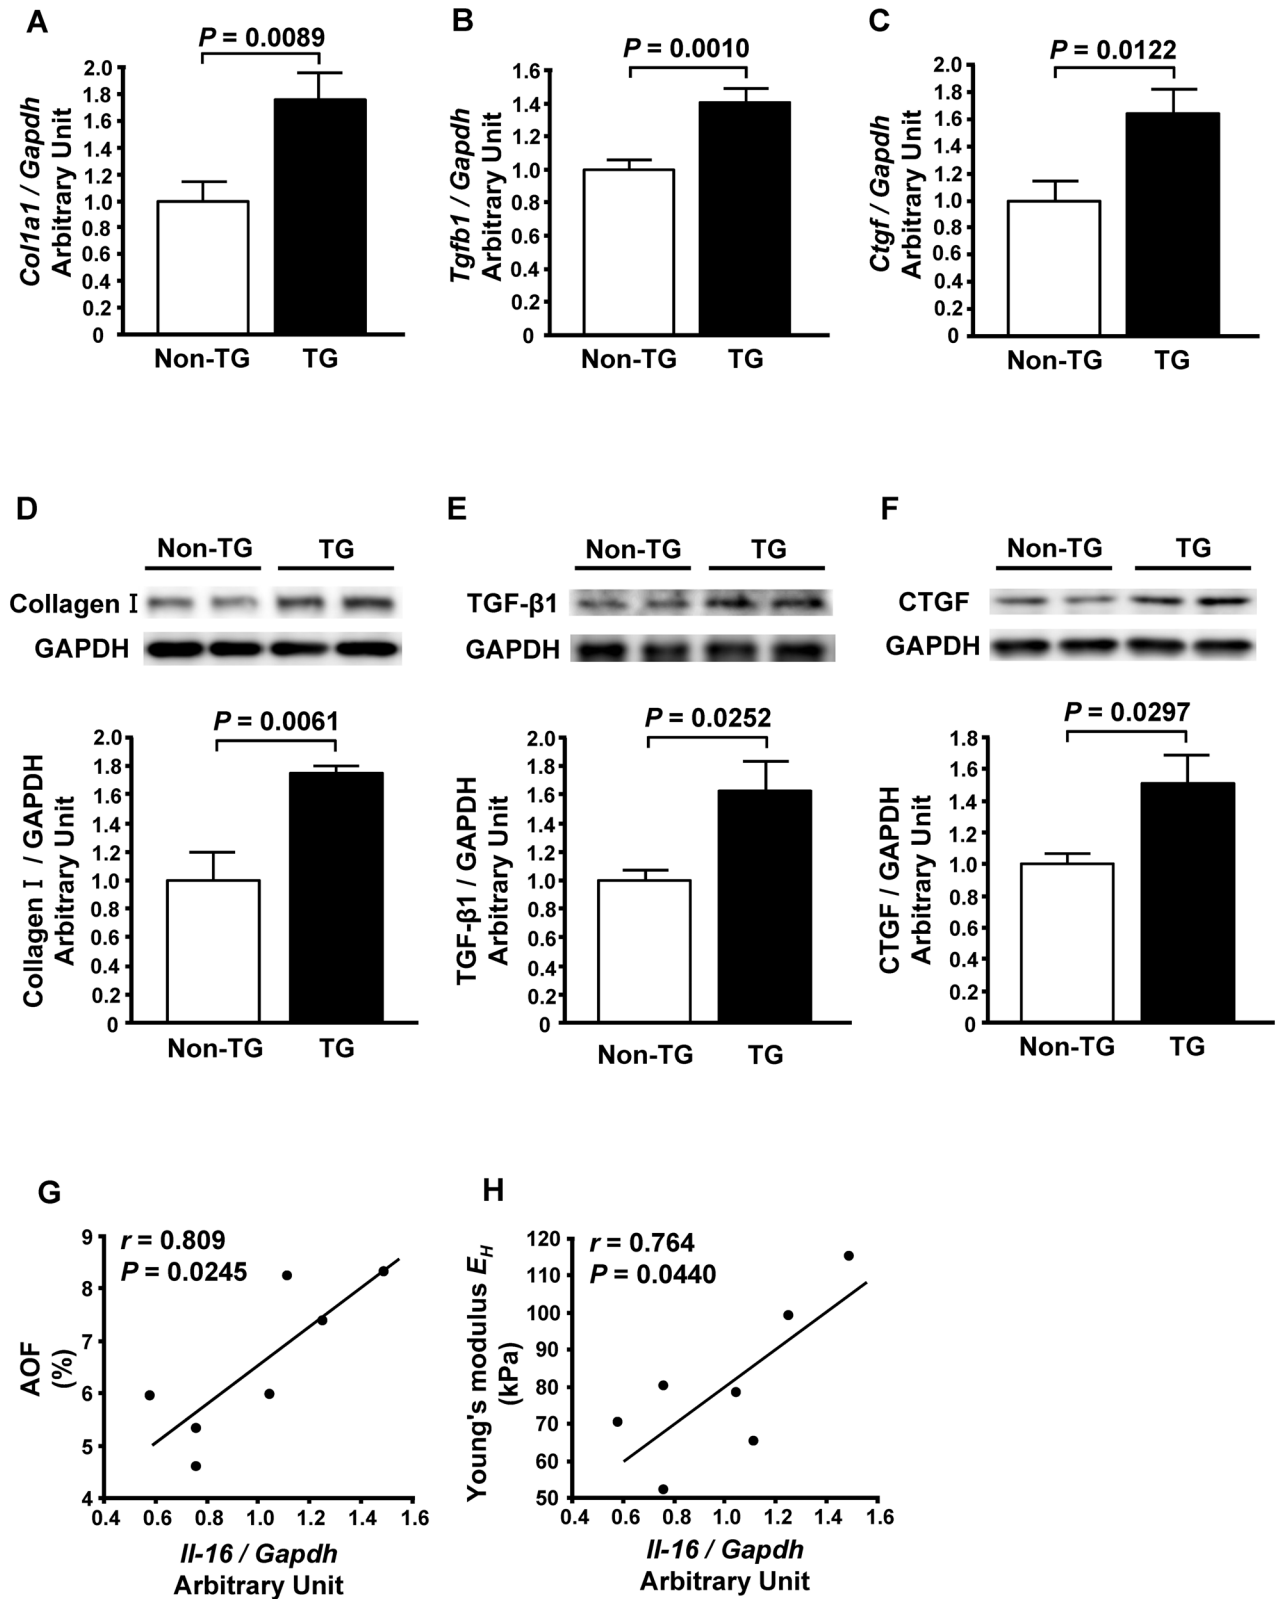 A
P = 0.0089
Col1a1 / Gapdh
Arbitrary Unit
2.0
1.8
1.6
1.4
1.2
1.0
0.8
0.6
0.4
0.2
0
Non-TG TG
B
P = 0.0010
Tgfb1 / Gapdh
Arbitrary Unit
1.6
1.4
1.2
1.0
0.8
0.6
0.4
0.2
0
Non-TG TG
C
P = 0.0122
Ctgf / Gapdh
Arbitrary Unit
2.0
1.8
1.6
1.4
1.2
1.0
0.8
0.6
0.4
0.2
0
Non-TG TG
D
Non-TG TG
Collagen I
GAPDH
P = 0.0061
Collagen I / GAPDH
Arbitrary Unit
2.0
1.8
1.6
1.4
1.2
1.0
0.8
0.6
0.4
0.2
0
Non-TG TG
E
Non-TG TG
TGF-β1
GAPDH
P = 0.0252
TGF-β1 / GAPDH
Arbitrary Unit
2.0
1.8
1.6
1.4
1.2
1.0
0.8
0.6
0.4
0.2
0
Non-TG TG
F
Non-TG TG
CTGF
GAPDH
P = 0.0297
CTGF / GAPDH
Arbitrary Unit
1.8
1.6
1.4
1.2
1.0
0.8
0.6
0.4
0.2
0
Non-TG TG
G
r = 0.809
P = 0.0245
AOF
(%)
9
8
7
6
5
4
0.4 0.6 0.8 1.0 1.2 1.4 1.6
Il-16 / Gapdh
Arbitrary Unit
H
r = 0.764
P = 0.0440
Young's modulus EH
(kPa)
120
110
100
90
80
70
60
50
0.4 0.6 0.8 1.0 1.2 1.4 1.6
Il-16 / Gapdh
Arbitrary Unit